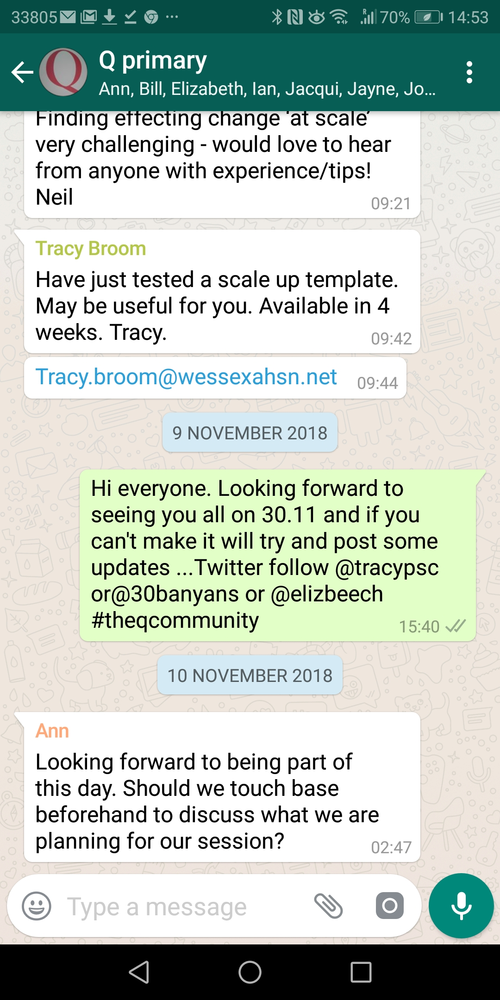 33805 ... 70% 14:53
Q primary
Ann, Bill, Elizabeth, Ian, Jacqui, Jayne, Jo...
Finding effecting change 'at scale'
very challenging - would love to hear
from anyone with experience/tips!
Neil 09:21
Tracy Broom
Have just tested a scale up template.
May be useful for you. Available in 4
weeks. Tracy. 09:42
Tracy.broom@wessexahsn.net 09:44
9 NOVEMBER 2018
Hi everyone. Looking forward to
seeing you all on 30.11 and if you
can't make it will try and post some
updates ...Twitter follow @tracypsc
or@30banyans or @elizbeech
#theqcommunity 15:40
10 NOVEMBER 2018
Ann
Looking forward to being part of
this day. Should we touch base
beforehand to discuss what we are
planning for our session? 02:47
Type a message